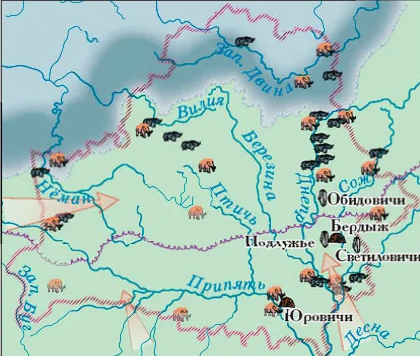 Зап. Двина
Вилия
Березина
Неман
Птичь
Днепр
Сож
Обидовичи
Бердыж
Подлужье
Светиловичи
Припять
Зап. Буг
Юровичи
Десна